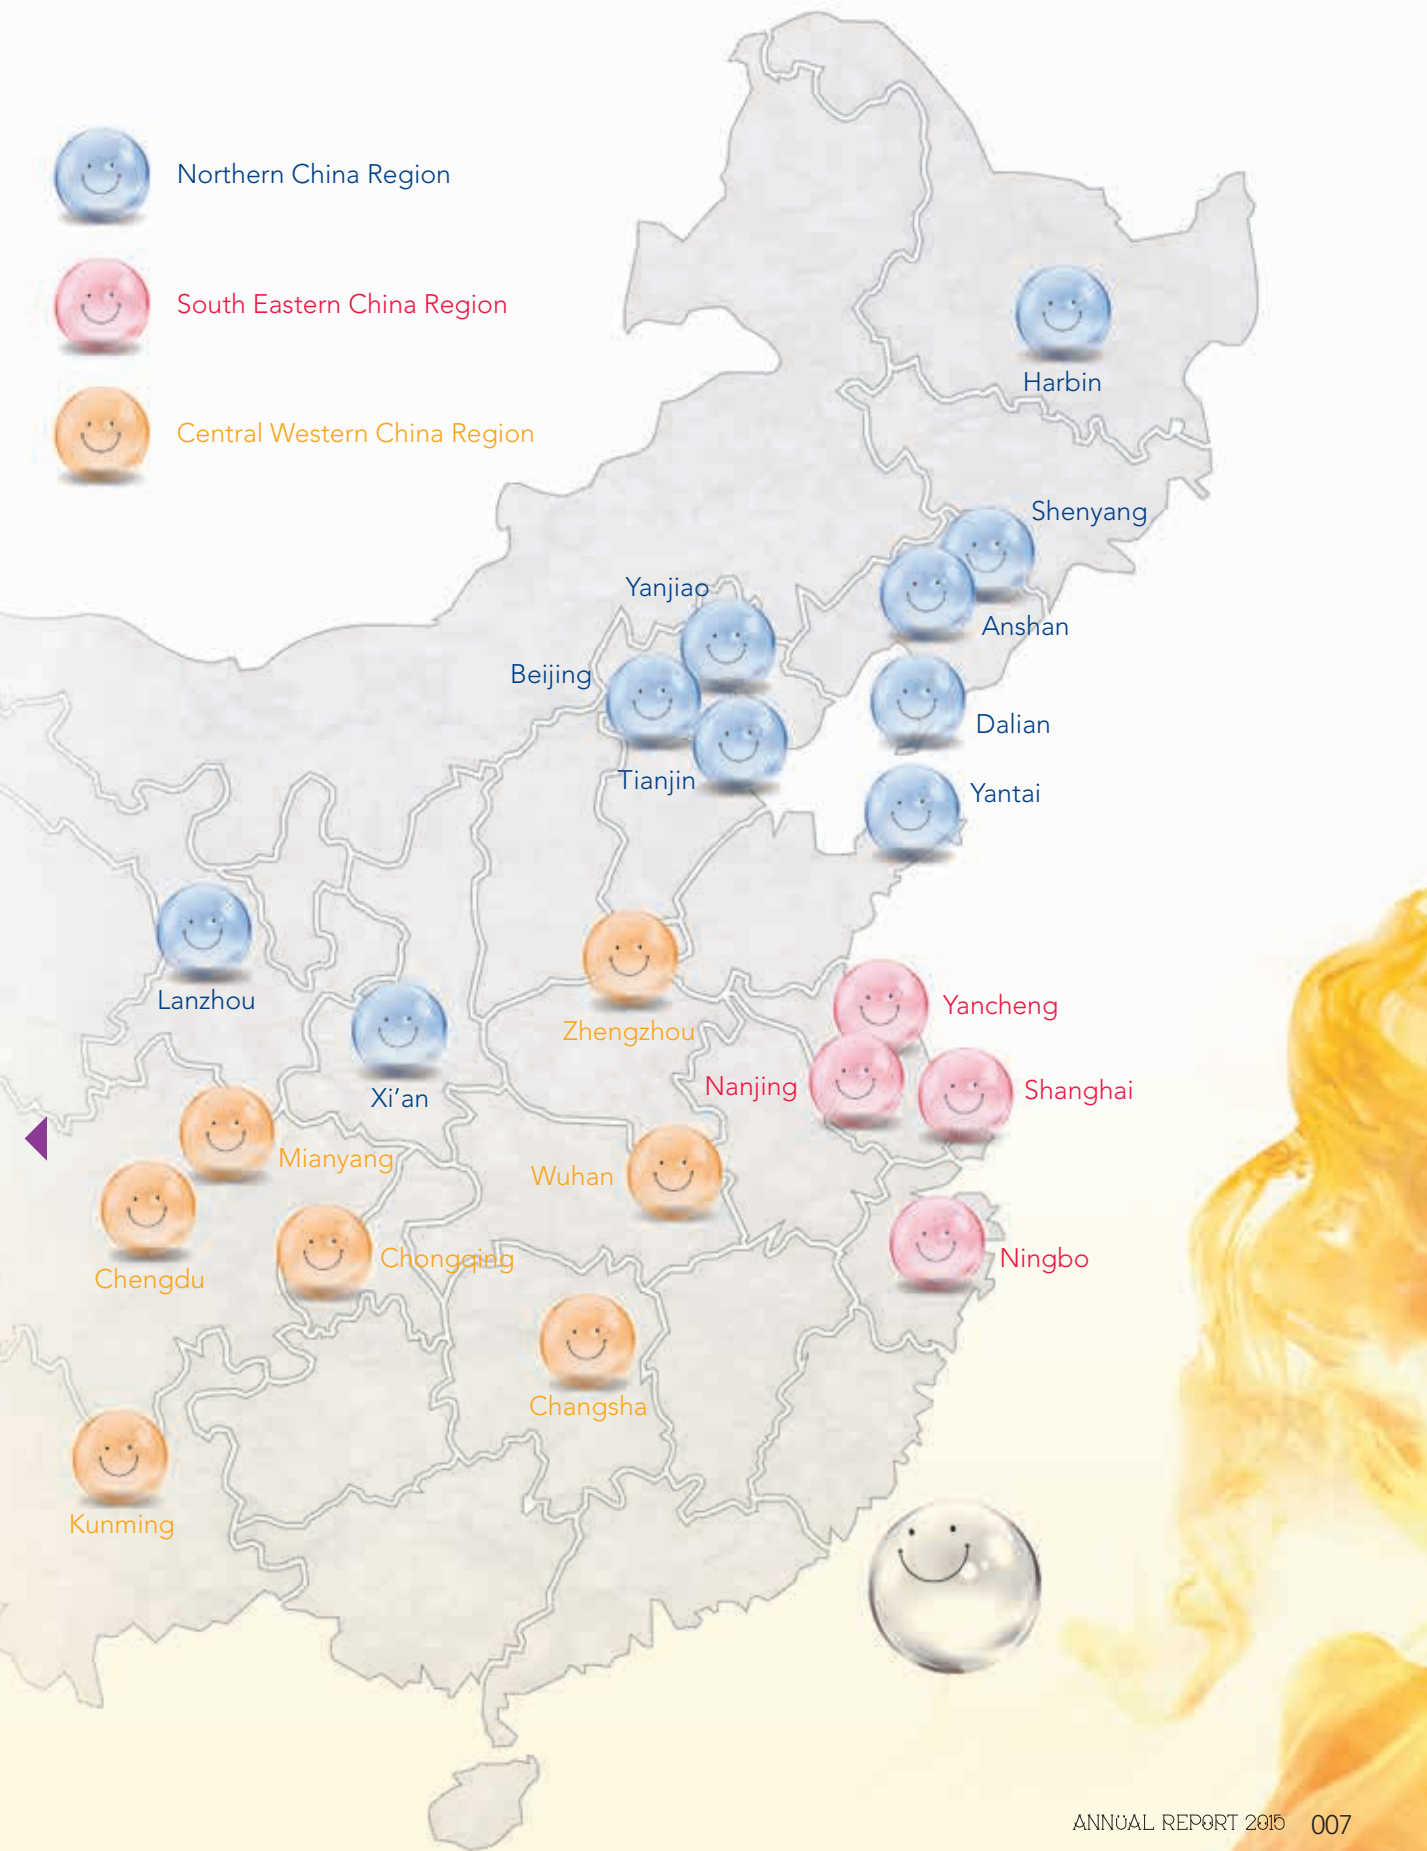 Northern China Region
South Eastern China Region
Central Western China Region
Harbin
Shenyang
Yanjiao
Anshan
Beijing
Dalian
Tianjin
Yantai
Lanzhou
Zhengzhou
Yancheng
Xi’an
Nanjing
Shanghai
Mianyang
Wuhan
Chengdu
Chongqing
Ningbo
Changsha
Kunming
ANNUAL REPORT 2015 007